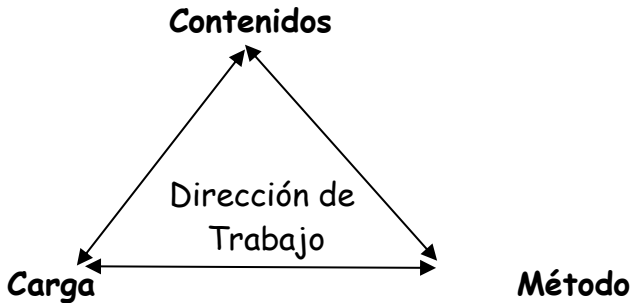 Contenidos
Dirección de
Trabajo
Carga
Método